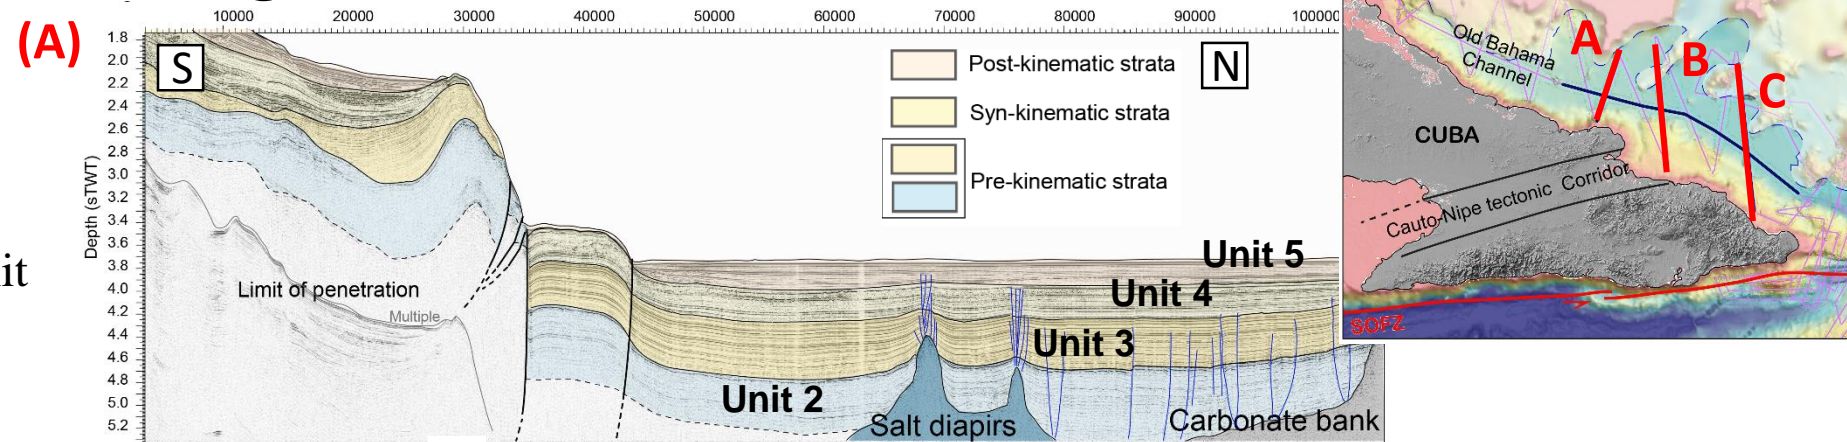 (A)
10000 20000 30000 40000 50000 60000 70000 80000 90000 100000
1.8
2.0
2.2
2.4
2.6
2.8
3.0
3.2
3.4
3.6
3.8
4.0
4.2
4.4
4.6
4.8
5.0
5.2
Depth (sTWT)
S
N
Post-kinematic strata
Syn-kinematic strata
Pre-kinematic strata
it
Limit of penetration
Multiple
Unit 5
Unit 4
Unit 3
Unit 2
Salt diapirs
Carbonate bank
Old Bahama
Channel
A
B
C
CUBA
Cauto-Nipe tectonic Corridor
SOFZ